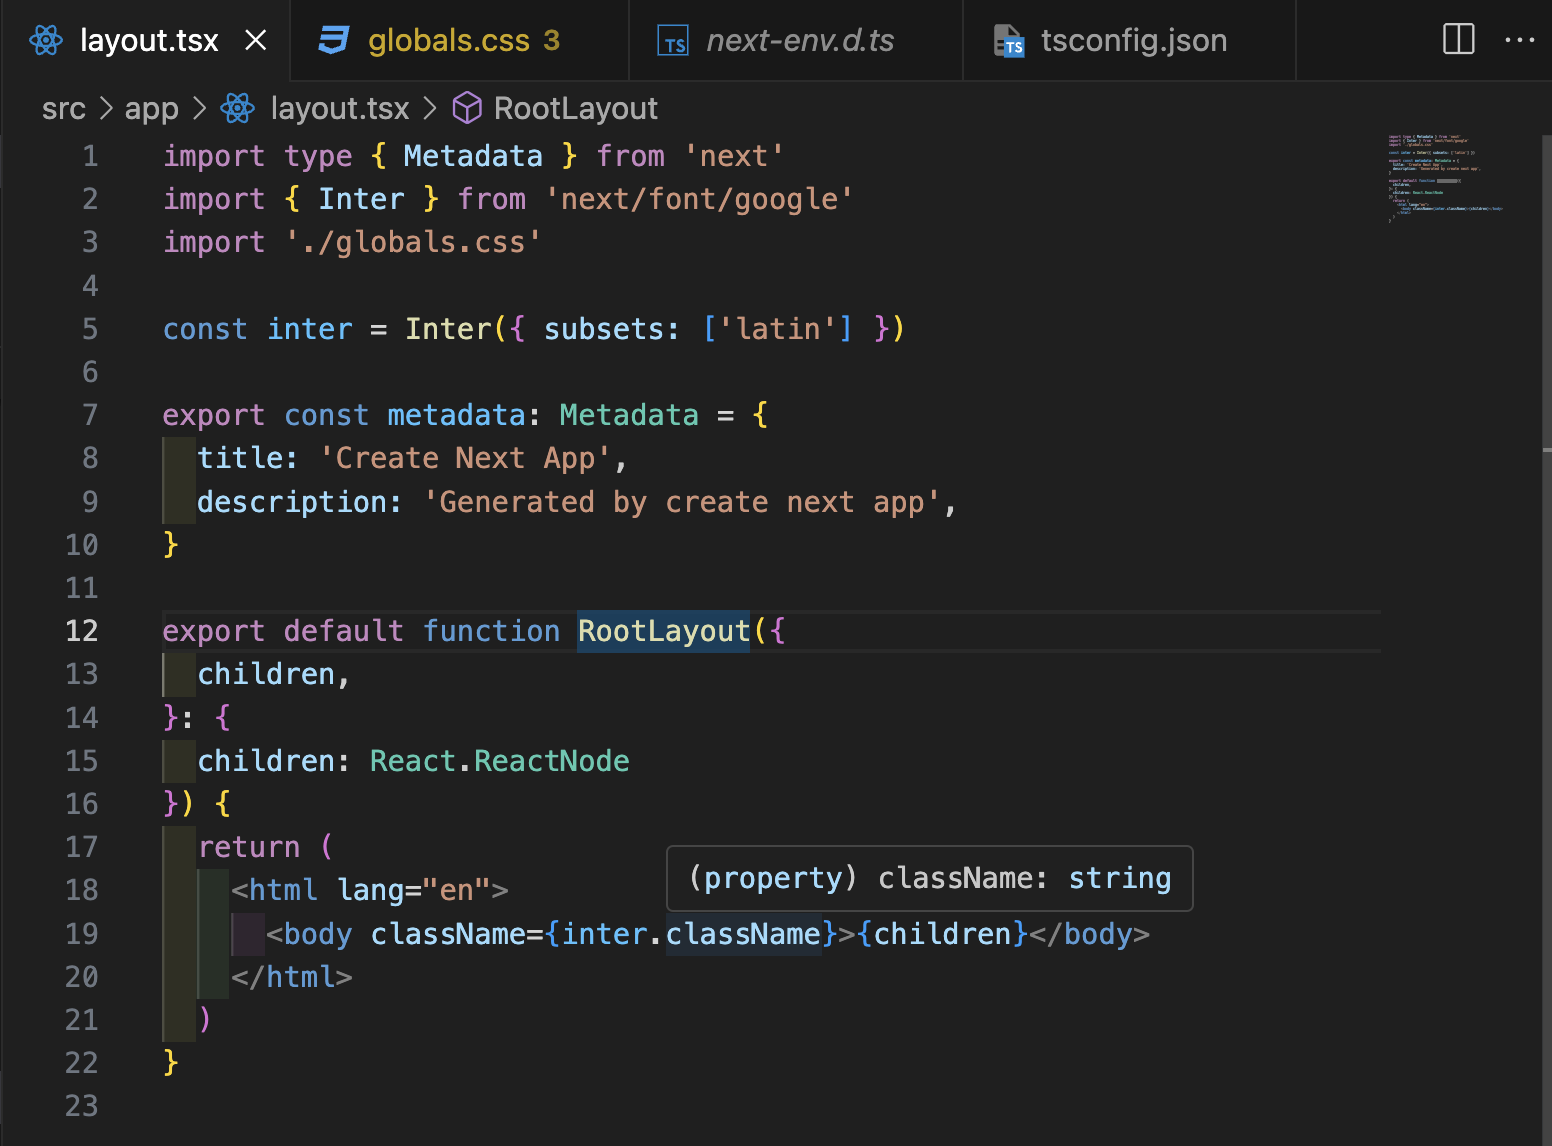 layout.tsx globals.css 3 next-env.d.ts tsconfig.json
src > app > layout.tsx > RootLayout
1 import type { Metadata } from 'next'
2 import { Inter } from 'next/font/google'
3 import './globals.css'
4
5 const inter = Inter({ subsets: ['latin'] })
6
7 export const metadata: Metadata = {
8   title: 'Create Next App',
9   description: 'Generated by create next app',
10 }
11
12 export default function RootLayout({
13   children,
14 }: {
15   children: React.ReactNode
16 }) {
17   return (
(property) className: string
18     <html lang="en">
19       <body className={inter.className}>{children}</body>
20     </html>
21   )
22 }
23